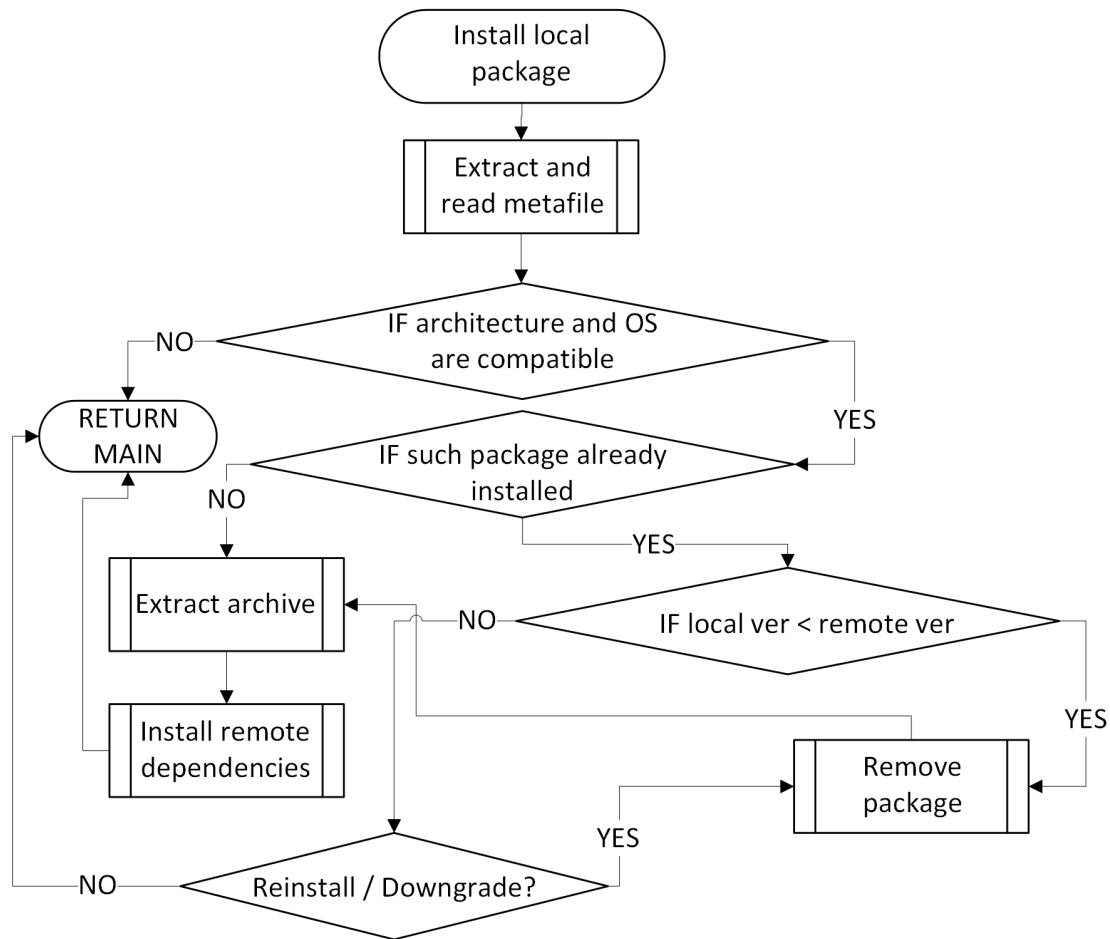 Install local
package
Extract and
read metafile
IF architecture and OS
are compatible
NO
YES
RETURN
MAIN
IF such package already
installed
NO
YES
Extract archive
NO
IF local ver < remote ver
YES
Install remote
dependencies
Remove
package
YES
NO
Reinstall / Downgrade?